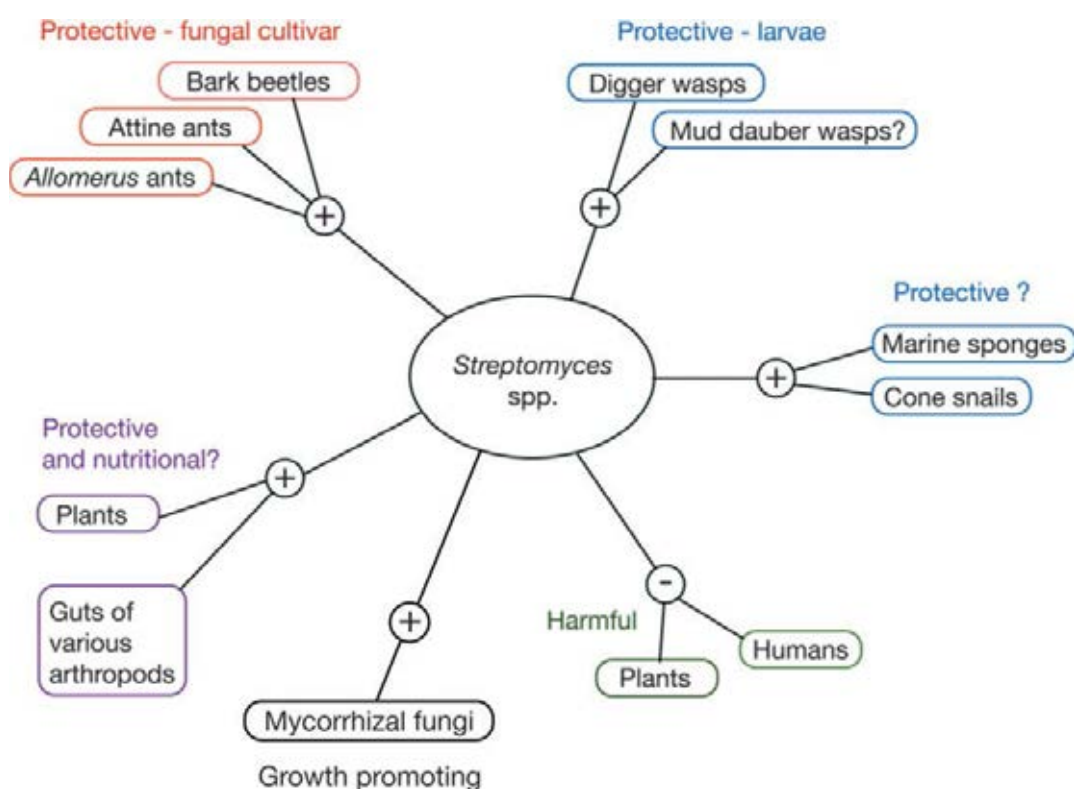 Protective - fungal cultivar
Bark beetles
Attine ants
Allomerus ants
+
Protective - larvae
Digger wasps
Mud dauber wasps?
+
Protective ?
Marine sponges
Cone snails
+
Streptomyces
spp.
Protective
and nutritional?
Plants
Guts of
various
arthropods
+
+
Mycorrhizal fungi
Growth promoting
-
Harmful
Humans
Plants